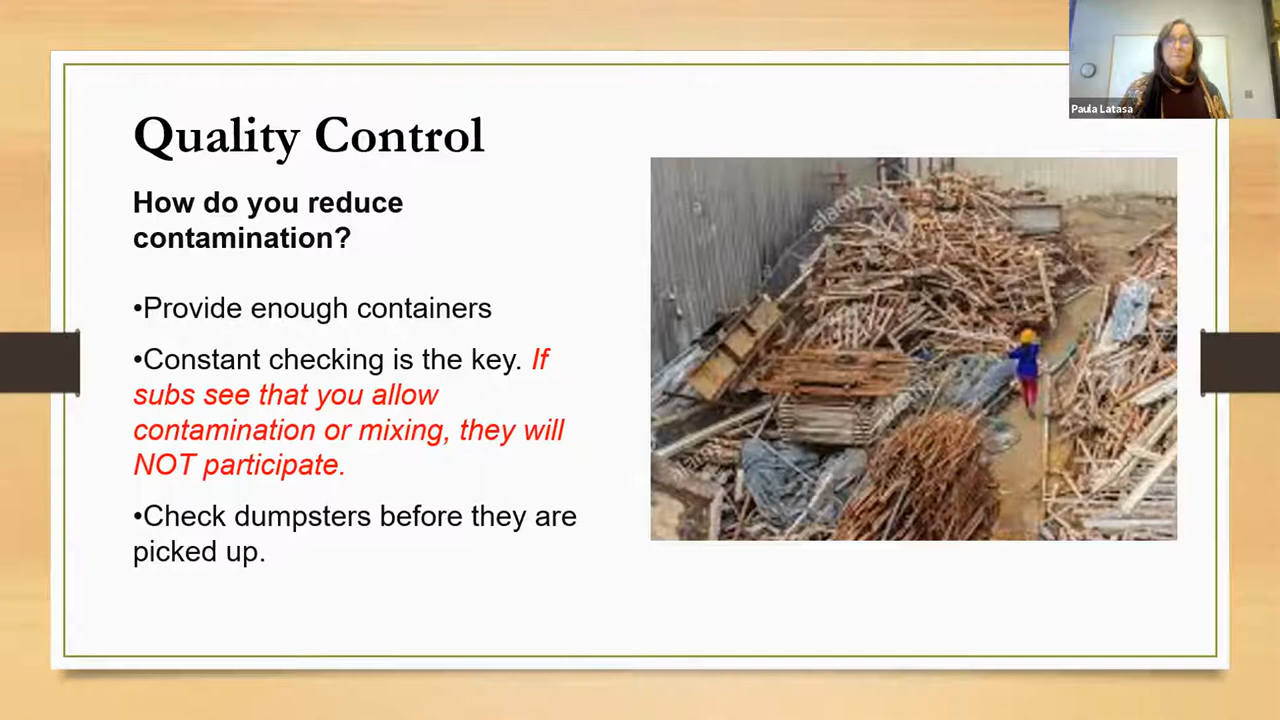 Paula Latasa
Quality Control
How do you reduce
contamination?
•Provide enough containers
•Constant checking is the key. If
subs see that you allow
contamination or mixing, they will
NOT participate.
•Check dumpsters before they are
picked up.
alamy